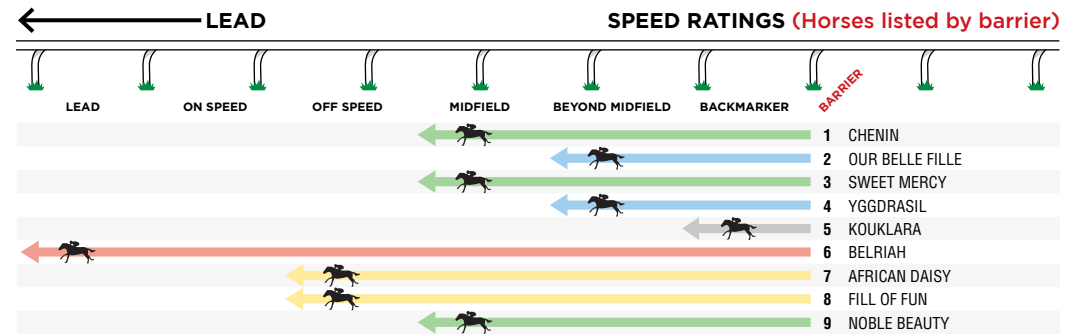 LEAD SPEED RATINGS (Horses listed by barrier)
LEAD ON SPEED OFF SPEED MIDFIELD BEYOND MIDFIELD BACKMARKER BARRIER
1 CHENIN
2 OUR BELLE FILLE
3 SWEET MERCY
4 YGGDRASIL
5 KOUKLARA
6 BELRIAH
7 AFRICAN DAISY
8 FILL OF FUN
9 NOBLE BEAUTY